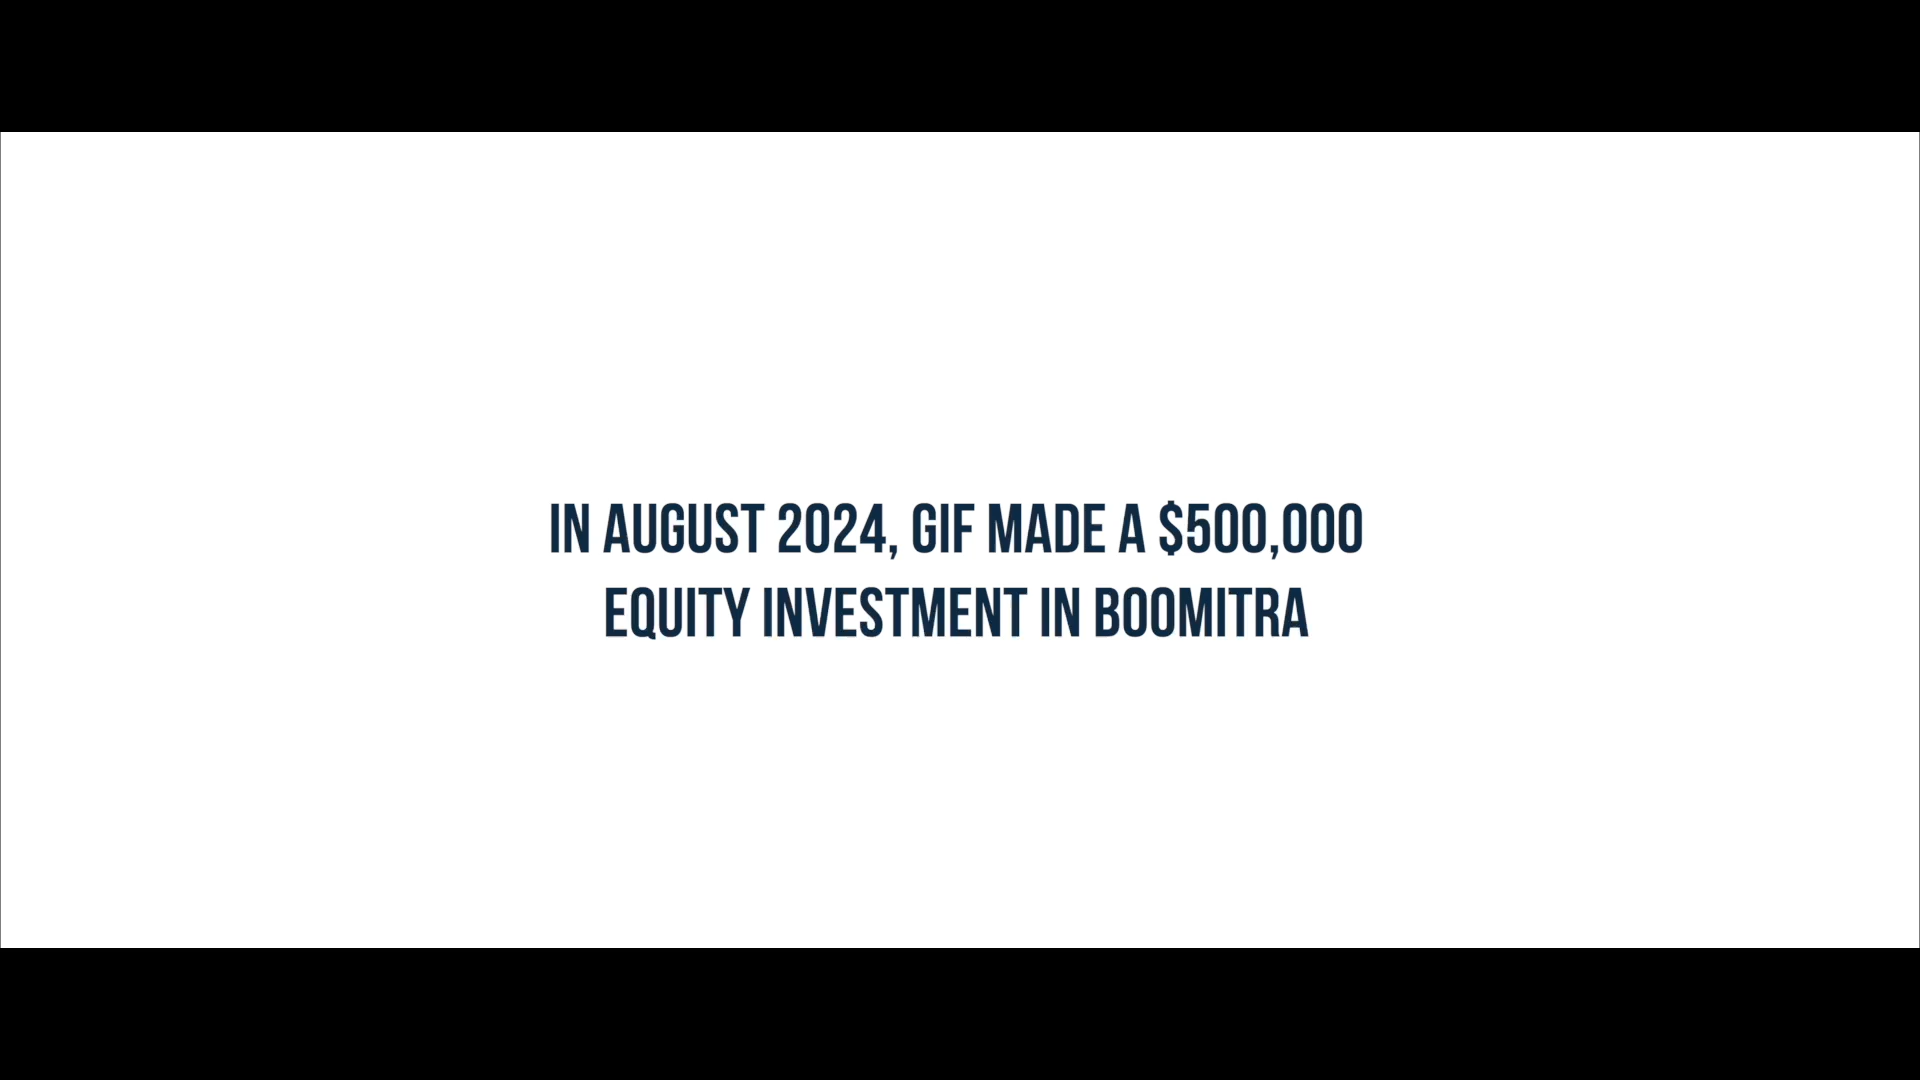 IN AUGUST 2024, GIF MADE A $500,000
EQUITY INVESTMENT IN BOOMITRA